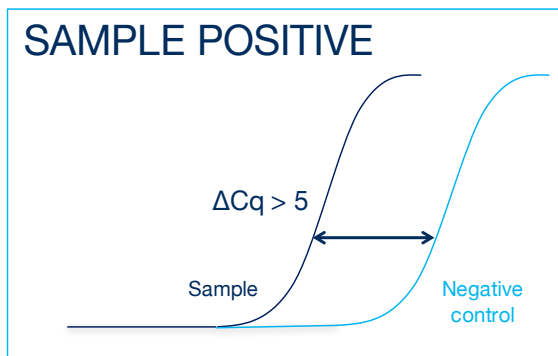 SAMPLE POSITIVE
ΔCq > 5
Sample
Negative
control